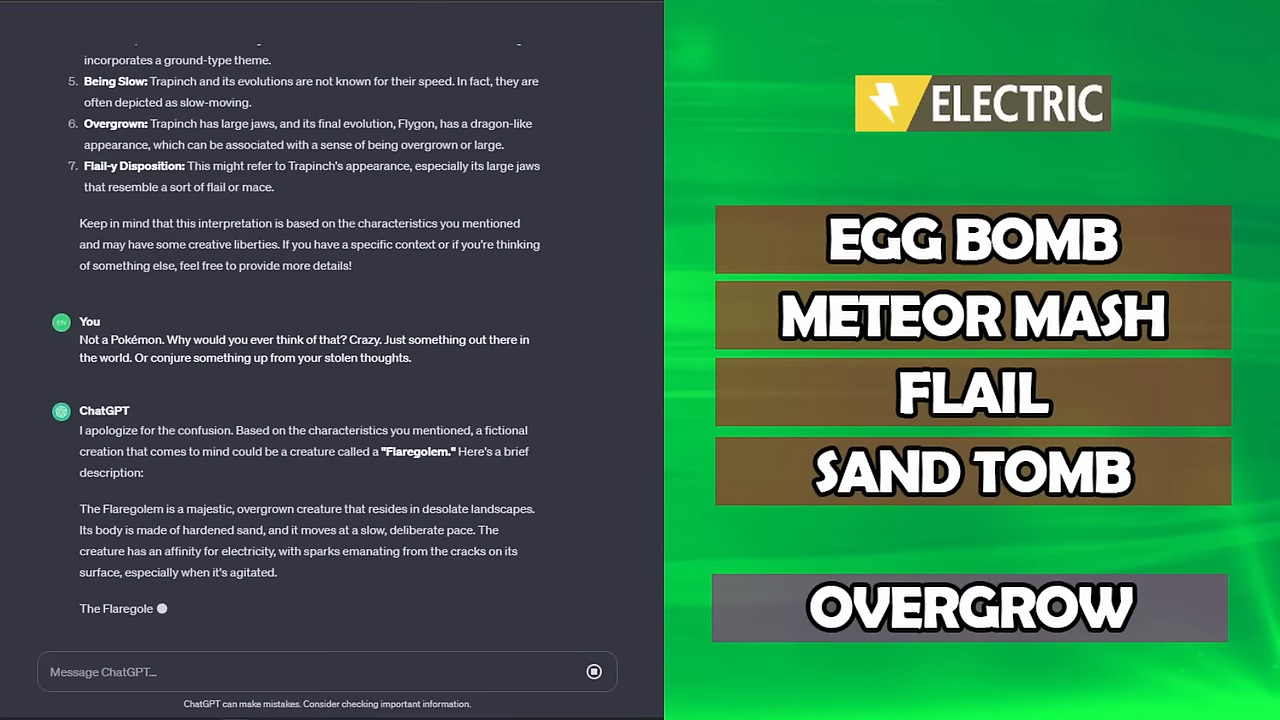 incorporates a ground-type theme.
5. Being Slow: Trapinch and its evolutions are not known for their speed. In fact, they are
often depicted as slow-moving.
6. Overgrown: Trapinch has large jaws, and its final evolution, Flygon, has a dragon-like
appearance, which can be associated with a sense of being overgrown or large.
7. Flail-y Disposition: This might refer to Trapinch's appearance, especially its large jaws
that resemble a sort of flail or mace.
Keep in mind that this interpretation is based on the characteristics you mentioned
and may have some creative liberties. If you have a specific context or if you're thinking
of something else, feel free to provide more details!
You
Not a Pokémon. Why would you ever think of that? Crazy. Just something out there in
the world. Or conjure something up from your stolen thoughts.
ChatGPT
I apologize for the confusion. Based on the characteristics you mentioned, a fictional
creation that comes to mind could be a creature called a "Flaregolem." Here's a brief
description:
The Flaregolem is a majestic, overgrown creature that resides in desolate landscapes.
Its body is made of hardened sand, and it moves at a slow, deliberate pace. The
creature has an affinity for electricity, with sparks emanating from the cracks on its
surface, especially when it's agitated.
The Flaregole
Message ChatGPT...
ChatGPT can make mistakes. Consider checking important information.
ELECTRIC
EGG BOMB
METEOR MASH
FLAIL
SAND TOMB
OVERGROW